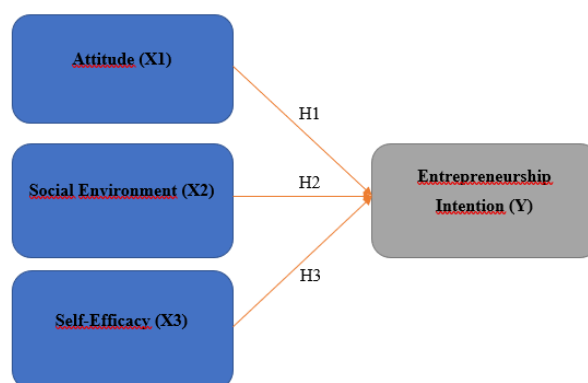 Attitude (X1)
H1
Social Environment (X2)
H2
Entrepreneurship
Intention (Y)
H3
Self-Efficacy (X3)